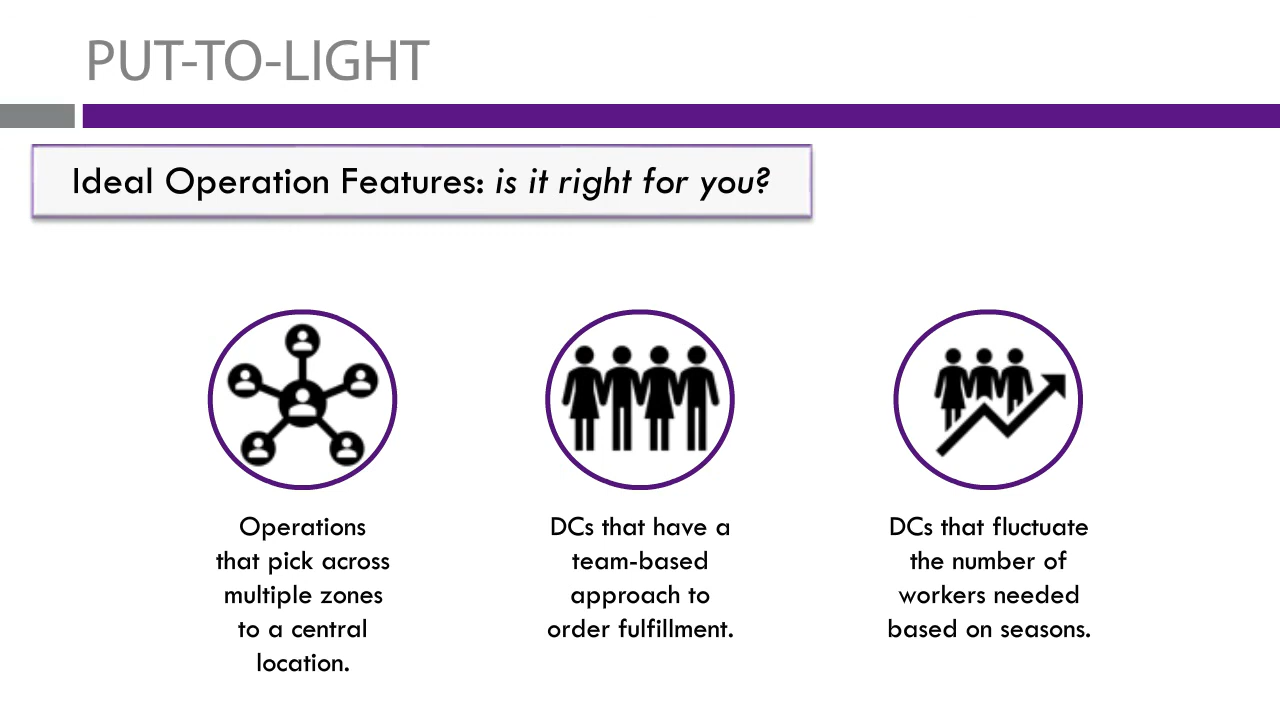 PUT-TO-LIGHT
Ideal Operation Features: is it right for you?
Operations
that pick across
multiple zones
to a central
location.
DCs that have a
team-based
approach to
order fulfillment.
DCs that fluctuate
the number of
workers needed
based on seasons.